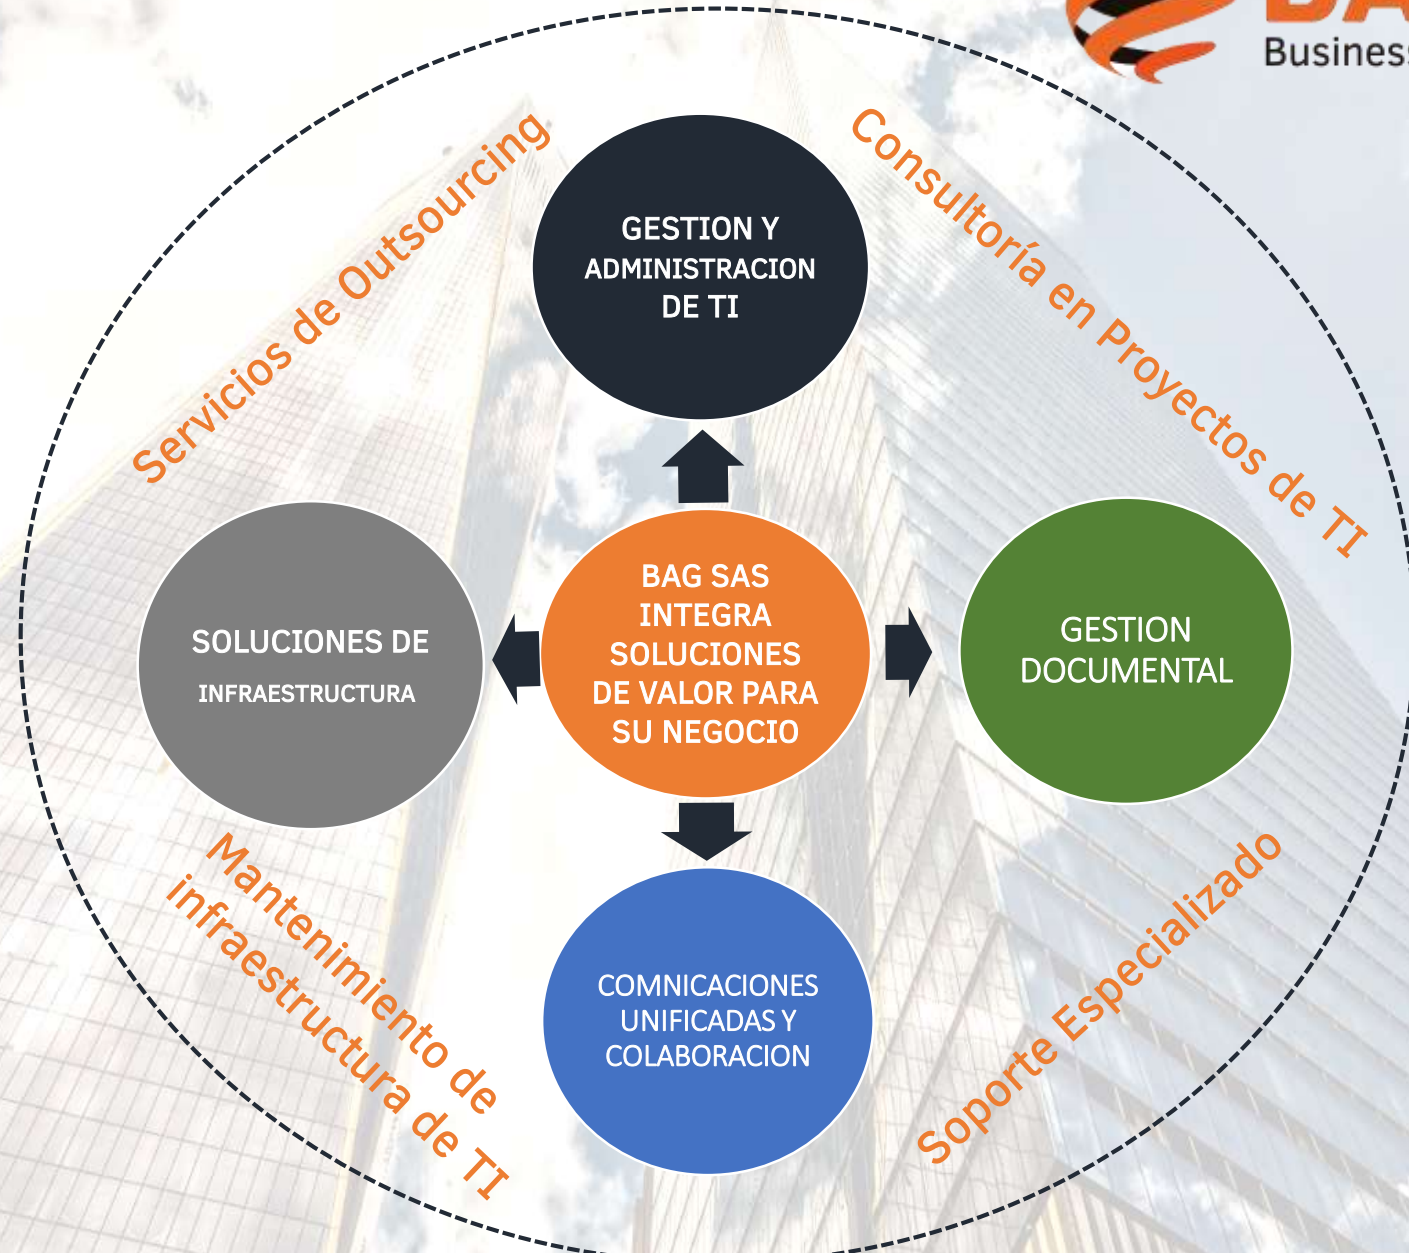 Business
Servicios de Outsourcing
Consultoría en Proyectos de TI
GESTION Y
ADMINISTRACION
DE TI
SOLUCIONES DE
INFRAESTRUCTURA
BAG SAS
INTEGRA
SOLUCIONES
DE VALOR PARA
SU NEGOCIO
GESTION
DOCUMENTAL
COMNICACIONES
UNIFICADAS Y
COLABORACION
Mantenimiento de
infraestructura de TI
Soporte Especializado